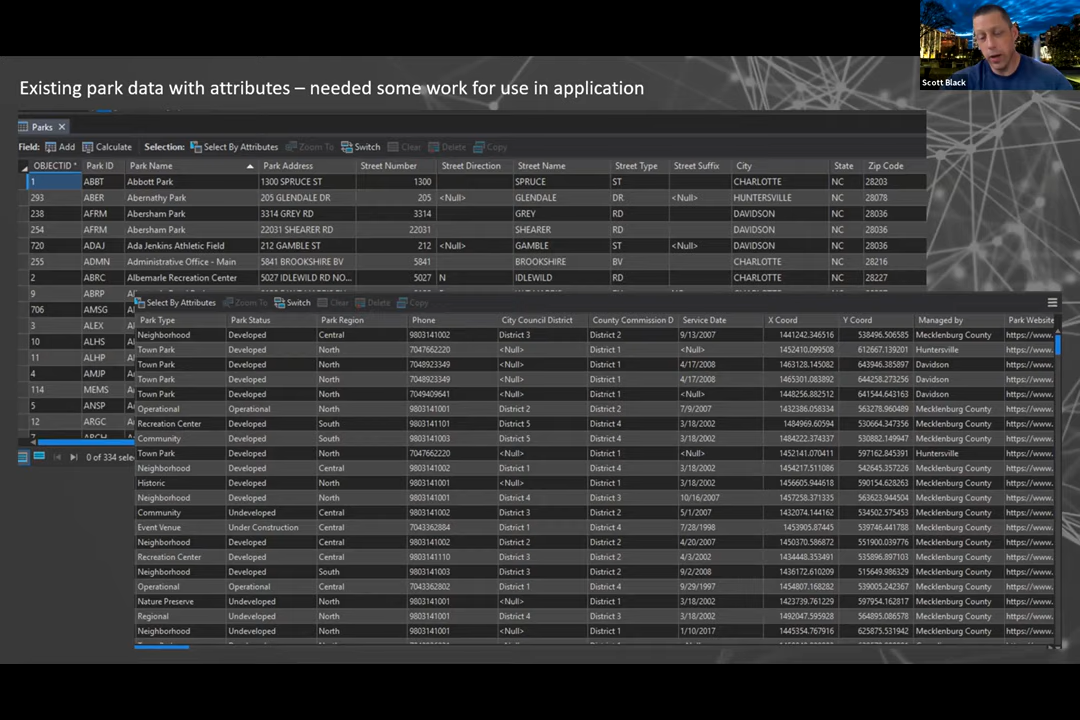 Scott Black
Existing park data with attributes – needed some work for use in application
Parks
Field: Add Calculate Selection: Select By Attributes Zoom To Switch Clear Delete Copy
OBJECTID * Park ID Park Name Park Address Street Number Street Direction Street Name Street Type Street Suffix City State Zip Code
1 ABBT Abbott Park 1300 SPRUCE ST 1300 SPRUCE ST CHARLOTTE NC 28203
293 ABER Abernathy Park 205 GLENDALE DR 205 <Null> GLENDALE DR <Null> HUNTERSVILLE NC 28078
238 AFRM Abersham Park 3314 GREY RD 3314 GREY RD DAVIDSON NC 28036
254 AFRM Abersham Park 22031 SHEARER RD 22031 SHEARER RD DAVIDSON NC 28036
720 ADAJ Ada Jenkins Athletic Field 212 GAMBLE ST 212 <Null> GAMBLE ST <Null> DAVIDSON NC 28036
255 ADMN Administrative Office - Main 5841 BROOKSHIRE BV 5841 BROOKSHIRE BV CHARLOTTE NC 28216
2 ABRC Albemarle Recreation Center 5027 IDLEWILD RD NO... 5027 N IDLEWILD RD CHARLOTTE NC 28227
9 ABRP
706 AMSG
3 ALEX
10 ALHS
11 ALHP
4 AMJP
114 MEMS
5 ANSP
12 ARGC
7 ARCH
0 of 334 selec
Select By Attributes Zoom To Switch Clear Delete Copy
Park Type Park Status Park Region Phone City Council District County Commission D Service Date X Coord Y Coord Managed by Park Website
Neighborhood Developed Central 9803141002 District 3 District 2 9/13/2007 1441242.346516 538496.506585 Mecklenburg County https://www.
Town Park Developed North 7047662220 <Null> District 1 <Null> 1452410.099508 612667.139201 Huntersville https://www.
Town Park Developed North 7048923349 <Null> District 1 4/17/2008 1463128.145082 643946.385897 Davidson https://www.
Town Park Developed North 7048923349 <Null> District 1 4/17/2008 1465301.083892 644258.273256 Davidson https://www.
Town Park Developed North 7049409641 <Null> District 1 <Null> 1448256.882512 641544.643163 Davidson https://www.
Operational Operational Central 9803141001 District 2 District 2 7/9/2007 1432386.058334 563278.960489 Mecklenburg County https://www.
Recreation Center Developed South 9803141101 District 5 District 4 3/18/2002 1484969.60594 530664.347356 Mecklenburg County https://www.
Community Developed South 9803141003 District 5 District 4 3/18/2002 1484222.374337 530882.149947 Mecklenburg County https://www.
Town Park Developed North 7047662220 <Null> District 1 <Null> 1452141.070411 597162.845391 Huntersville https://www.
Neighborhood Developed Central 9803141002 District 1 District 4 3/18/2002 1454217.511086 542645.357226 Mecklenburg County https://www.
Historic Developed North 9803141001 <Null> District 1 3/18/2002 1456605.944618 590154.628263 Mecklenburg County https://www.
Neighborhood Developed North 9803141001 District 4 District 3 10/16/2007 1457258.371335 563623.944504 Mecklenburg County https://www.
Community Undeveloped Central 9803141002 District 3 District 2 5/1/2007 1432074.144162 534502.575453 Mecklenburg County https://www.
Event Venue Under Construction Central 7043362884 District 1 District 4 7/28/1998 1453905.87445 539746.441788 Mecklenburg County https://www.
Neighborhood Developed Central 9803141002 District 2 District 2 4/20/2007 1450370.586872 551900.039776 Mecklenburg County https://www.
Recreation Center Developed Central 9803141110 District 3 District 2 4/3/2002 1434448.353491 535896.897103 Mecklenburg County https://www.
Neighborhood Developed South 9803141003 District 3 District 2 9/2/2008 1436172.610209 515649.986329 Mecklenburg County https://www.
Operational Operational Central 7043362802 District 1 District 4 9/29/1997 1454807.168282 539005.242367 Mecklenburg County https://www.
Nature Preserve Undeveloped North 9803141001 <Null> District 1 3/18/2002 1423739.761229 597954.162817 Mecklenburg County https://www.
Regional Undeveloped North 9803141001 District 4 District 3 3/18/2002 1492047.595928 564895.086578 Mecklenburg County https://www.
Neighborhood Undeveloped North 9803141001 <Null> District 1 1/10/2017 1445354.767916 625875.531942 Mecklenburg County https://www.